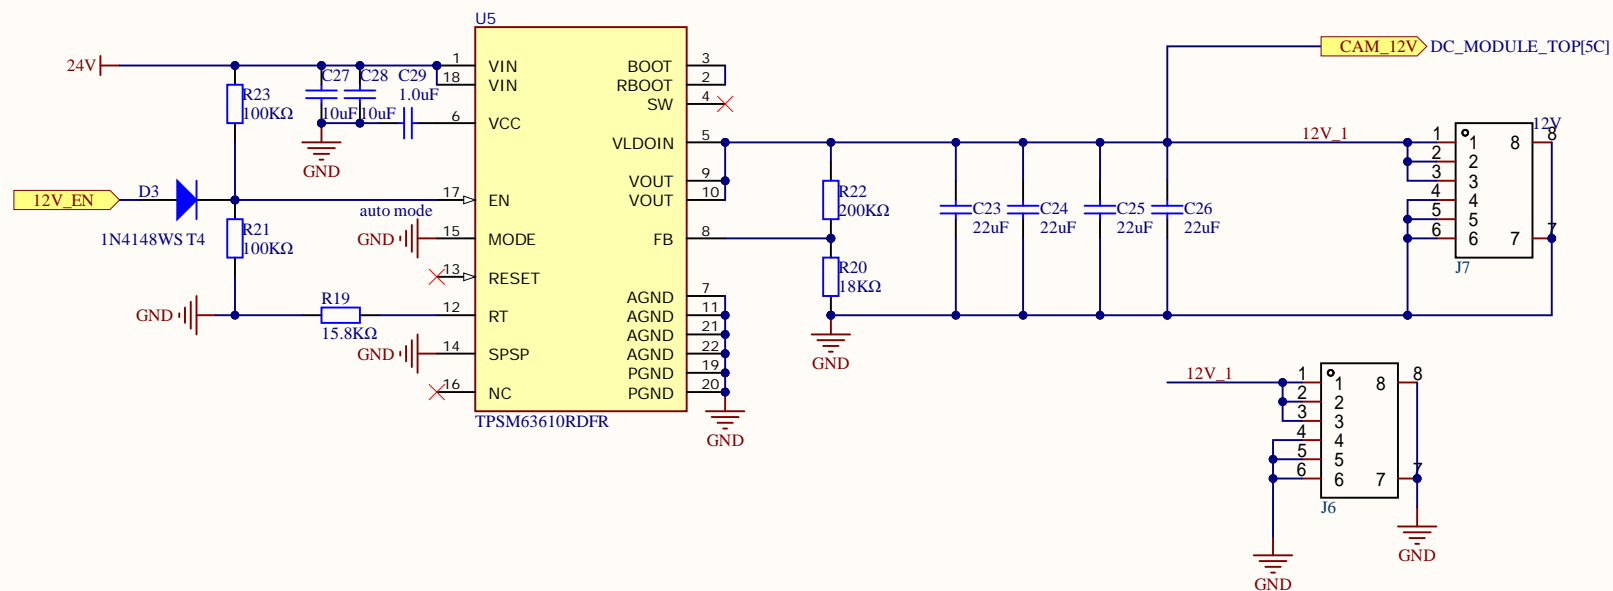 U5
CAM_12V DC_MODULE_TOP[5C]
24V
1 VIN BOOT 3
18 VIN RBOOT 2
SW 4
C27 C28 C29
1.0uF
R23
100KΩ
10uF 10uF
6 VCC
GND
VLDOIN 5
12V_1
12V
1 1 8 8
2 2
3 3
4 4
5 5
6 6 7 7
J7
VOUT 9
VOUT 10
12V_EN
D3
1N4148WS T4
17 EN
auto mode
R21
100KΩ
GND 15 MODE
FB 8
R22
200KΩ
C23
22uF
C24
22uF
C25
22uF
C26
22uF
13 RESET
R20
18KΩ
AGND 7
GND
R19
15.8KΩ
12 RT
AGND 11
AGND 21
GND 14 SPSP
AGND 22
PGND 19
16 NC
PGND 20
GND
TPSM63610RDFR
GND
12V_1
1 1 8 8
2 2
3 3
4 4
5 5
6 6 7 7
J6
GND
GND